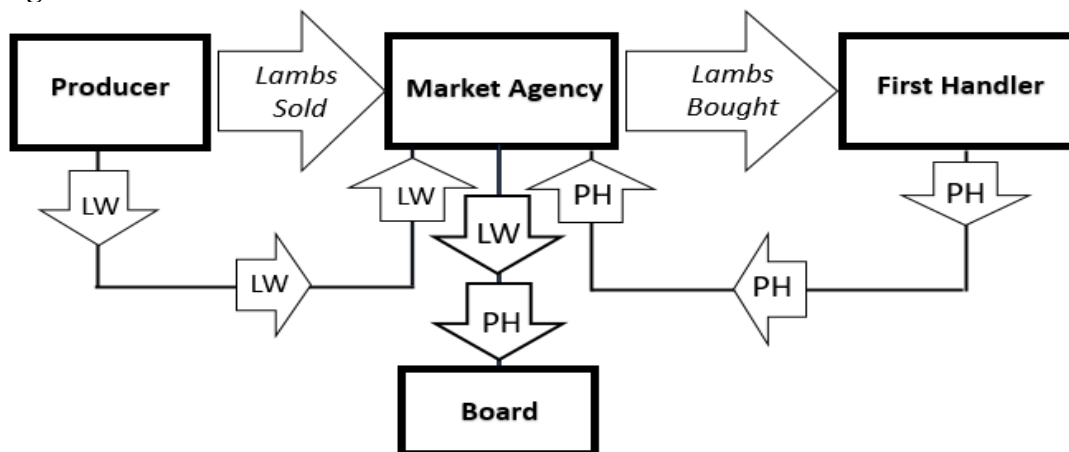 Producer
Lambs
Sold
Market Agency
Lambs
Bought
First Handler
LW
LW
LW
LW
PH
PH
PH
PH
Board